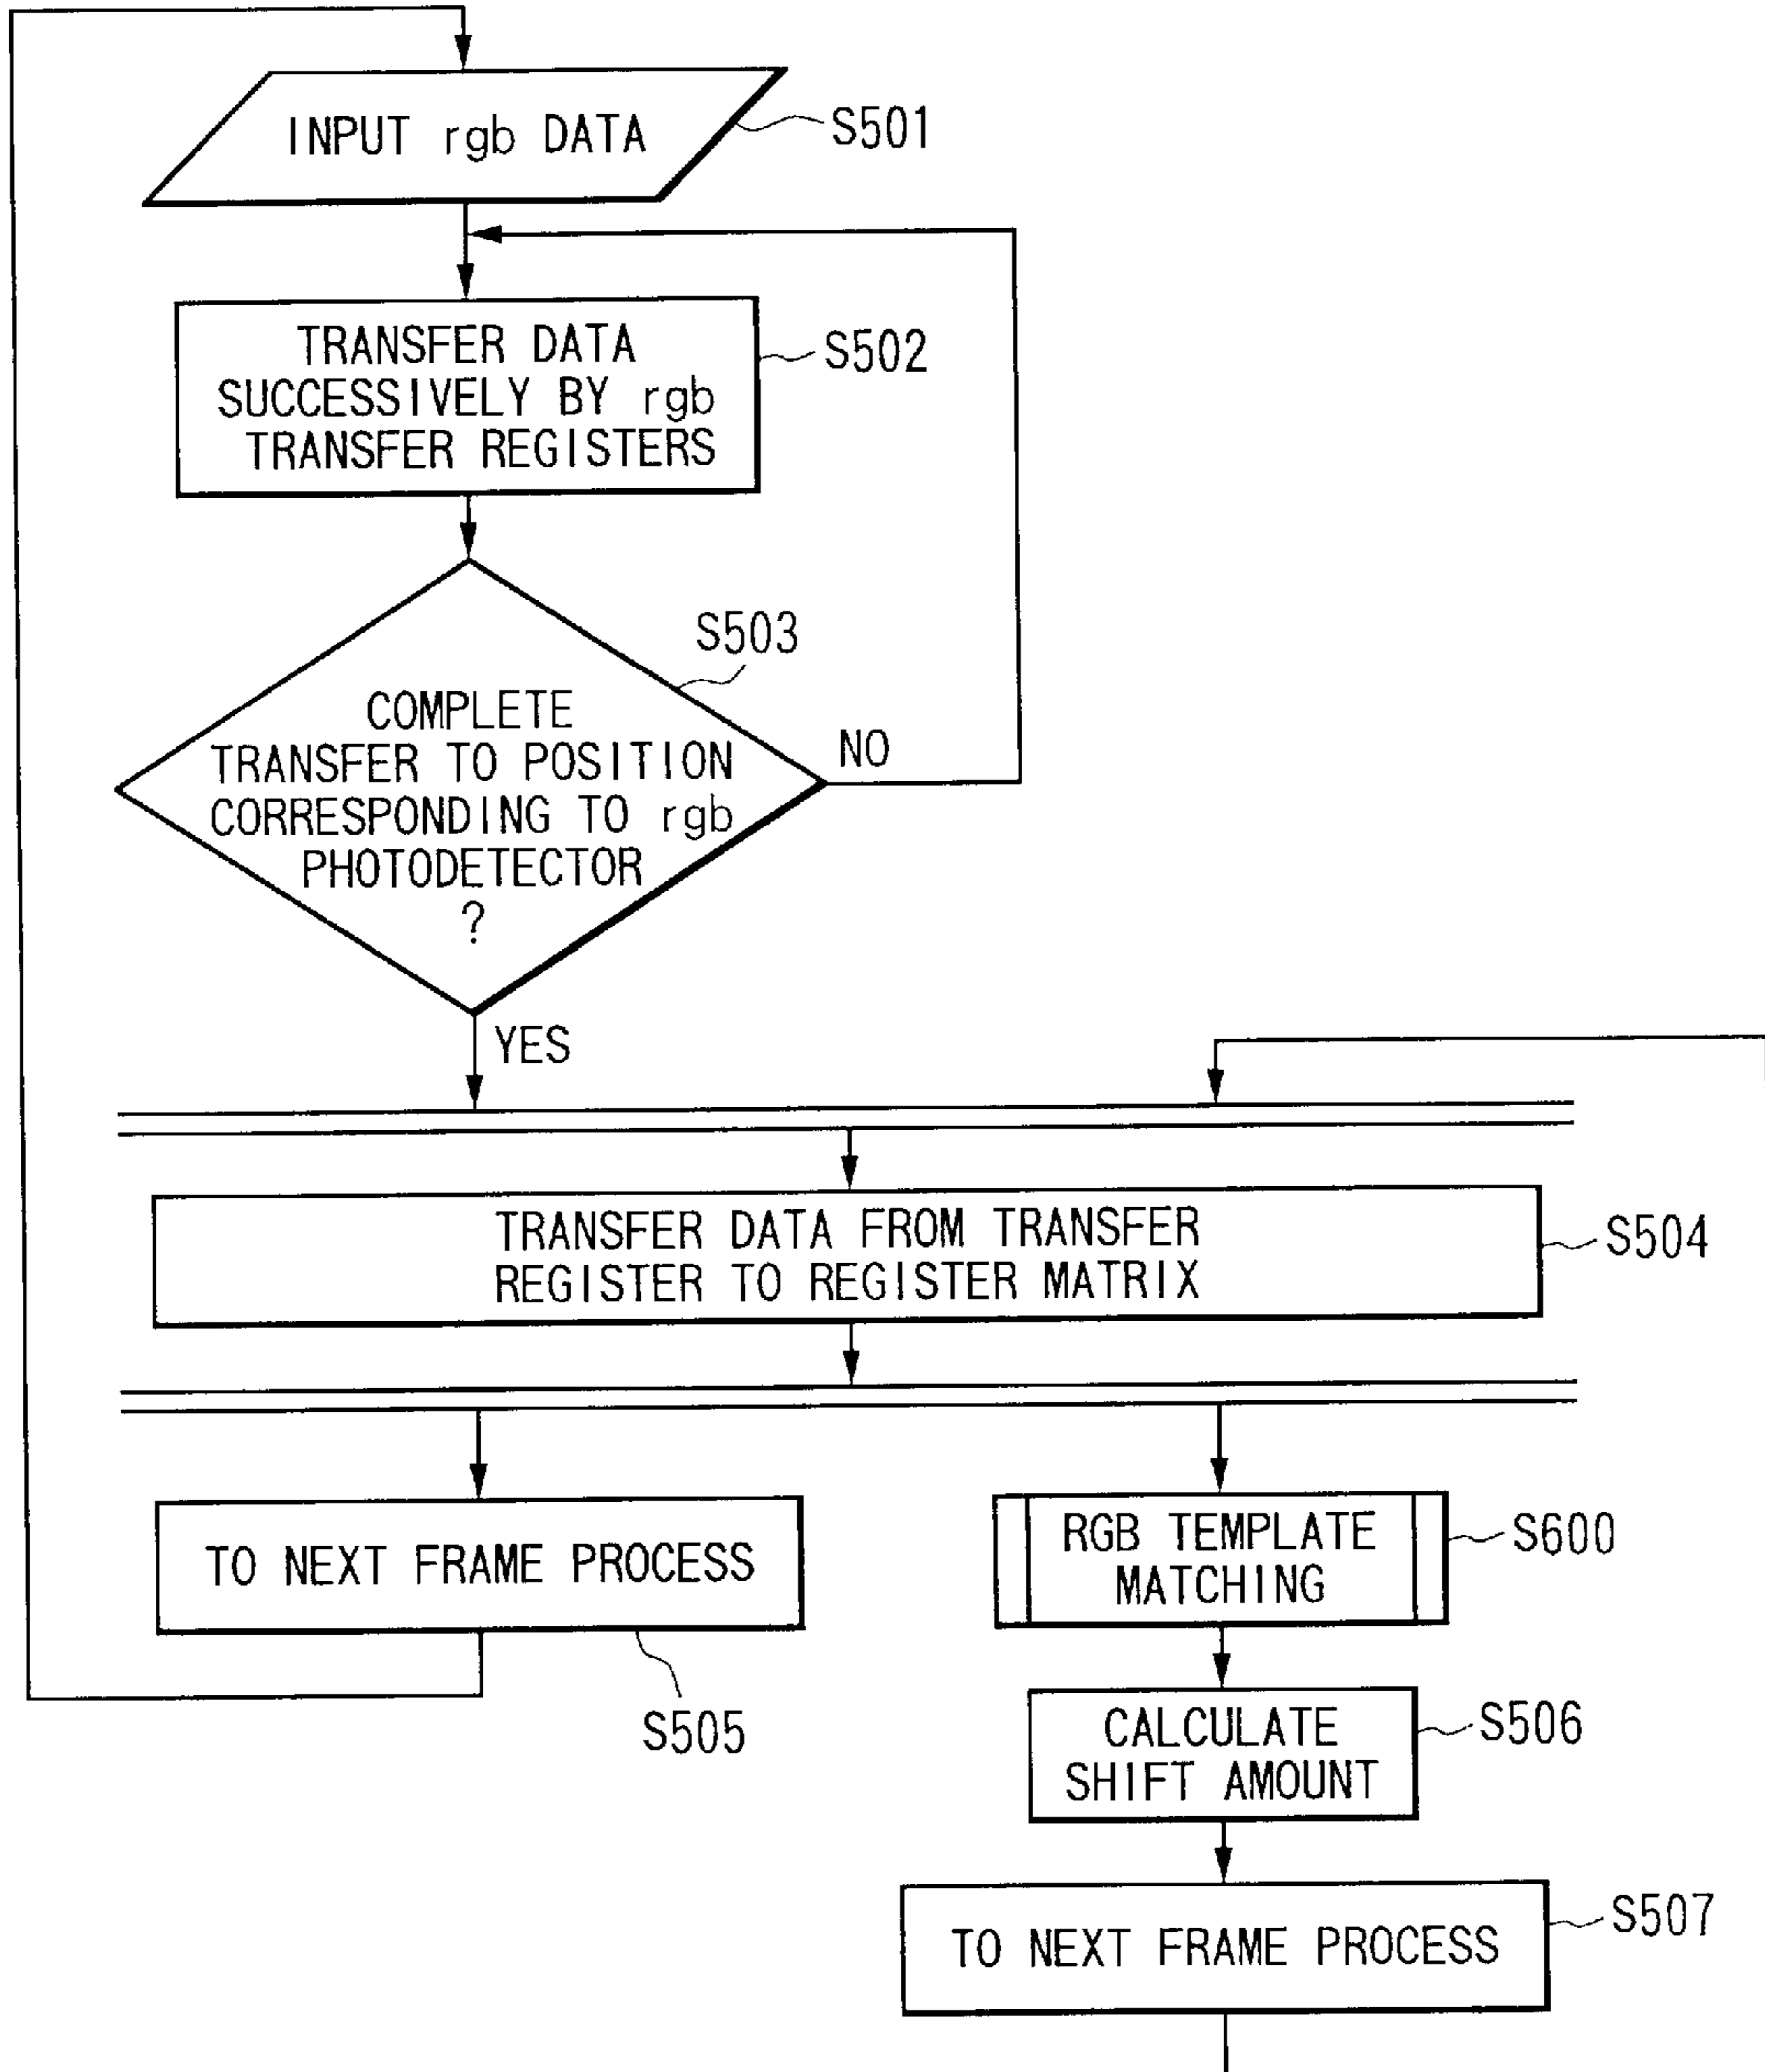 INPUT rgb DATA
S501
TRANSFER DATA
SUCCESSIVELY BY rgb
TRANSFER REGISTERS
S502
S503
COMPLETE
TRANSFER TO POSITION
CORRESPONDING TO rgb
PHOTODETECTOR
?
NO
YES
TRANSFER DATA FROM TRANSFER
REGISTER TO REGISTER MATRIX
S504
TO NEXT FRAME PROCESS
S505
RGB TEMPLATE
MATCHING
S600
CALCULATE
SHIFT AMOUNT
S506
TO NEXT FRAME PROCESS
S507